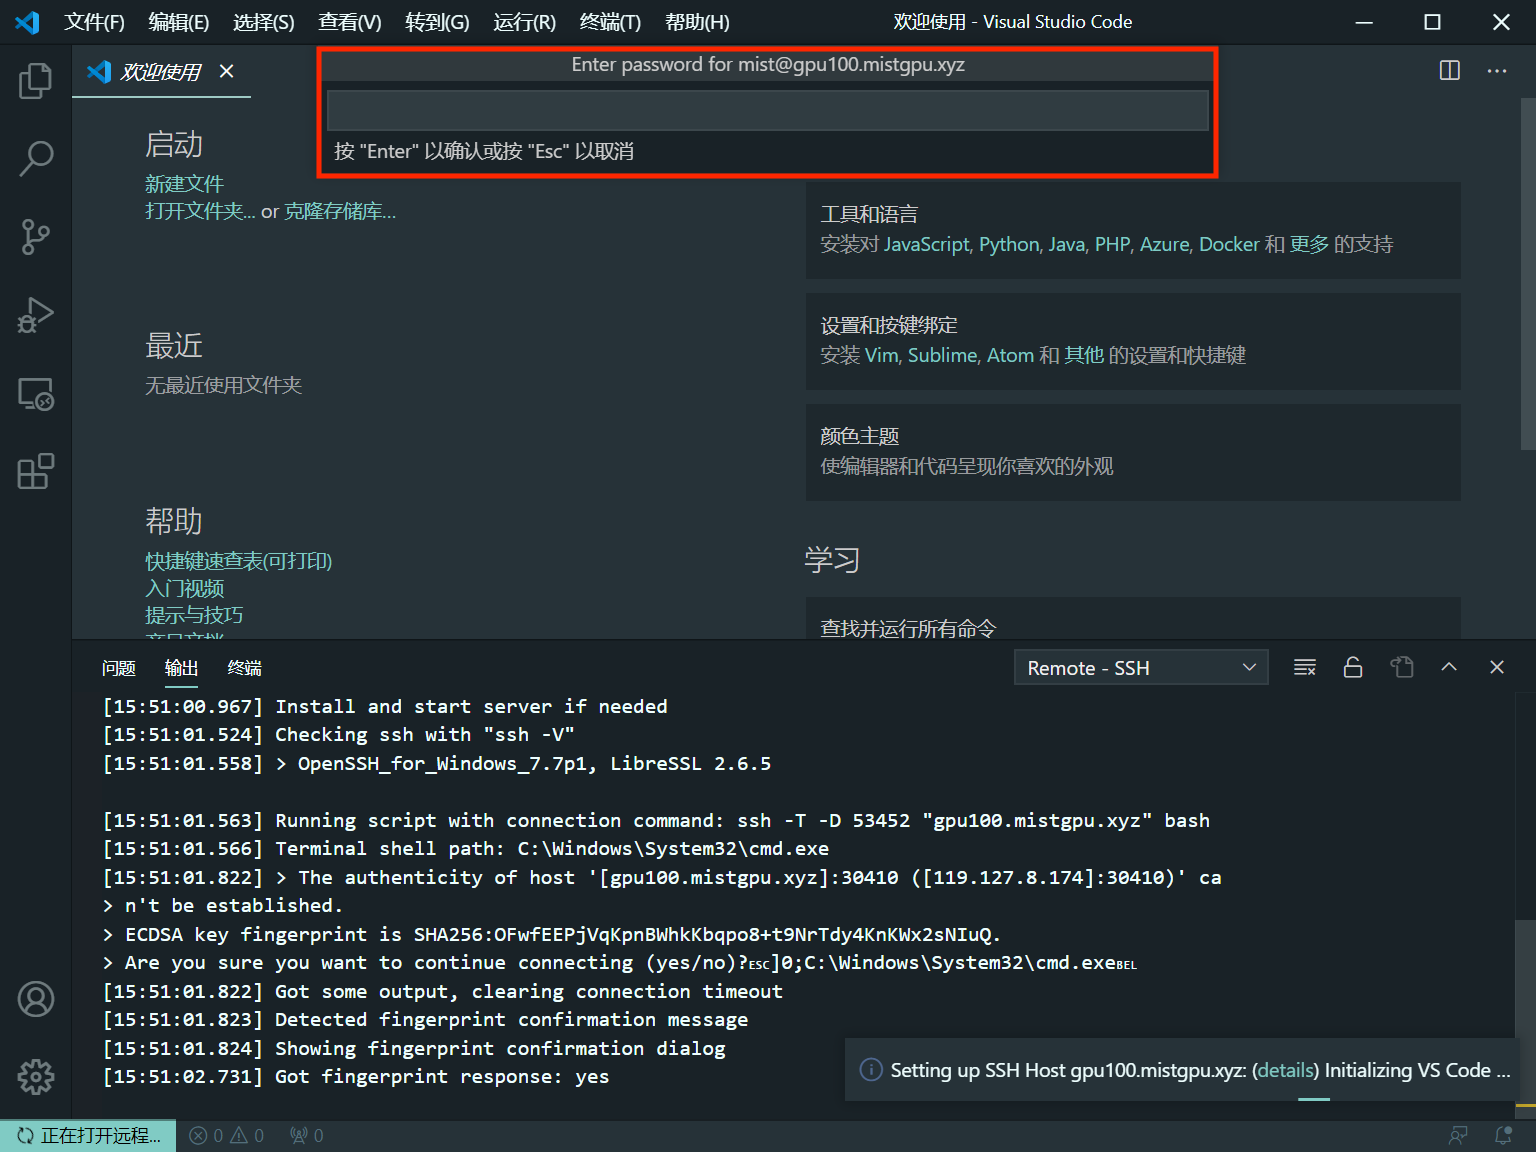 文件(F) 编辑(E) 选择(S) 查看(V) 转到(G) 运行(R) 终端(T) 帮助(H) 欢迎使用 - Visual Studio Code
欢迎使用
Enter password for mist@gpu100.mistgpu.xyz
按 "Enter" 以确认或按 "Esc" 以取消
启动
新建文件
打开文件夹... or 克隆存储库...
最近
无最近使用文件夹
帮助
快捷键速查表(可打印)
入门视频
提示与技巧
产品文档
工具和语言
安装对 JavaScript, Python, Java, PHP, Azure, Docker 和 更多 的支持
设置和按键绑定
安装 Vim, Sublime, Atom 和 其他 的设置和快捷键
颜色主题
使编辑器和代码呈现你喜欢的外观
学习
查找并运行所有命令
问题 输出 终端 Remote - SSH
[15:51:00.967] Install and start server if needed
[15:51:01.524] Checking ssh with "ssh -V"
[15:51:01.558] > OpenSSH_for_Windows_7.7p1, LibreSSL 2.6.5
[15:51:01.563] Running script with connection command: ssh -T -D 53452 "gpu100.mistgpu.xyz" bash
[15:51:01.566] Terminal shell path: C:\Windows\System32\cmd.exe
[15:51:01.822] > The authenticity of host '[gpu100.mistgpu.xyz]:30410 ([119.127.8.174]:30410)' ca
> n't be established.
> ECDSA key fingerprint is SHA256:OFwfEEPjVqKpnBWhkKbqpo8+t9NrTdy4KnKWx2sNIuQ.
> Are you sure you want to continue connecting (yes/no)?ESC]0;C:\Windows\System32\cmd.exeBEL
[15:51:01.822] Got some output, clearing connection timeout
[15:51:01.823] Detected fingerprint confirmation message
[15:51:01.824] Showing fingerprint confirmation dialog
[15:51:02.731] Got fingerprint response: yes
Setting up SSH Host gpu100.mistgpu.xyz: (details) Initializing VS Code ...
正在打开远程... 0 0 0